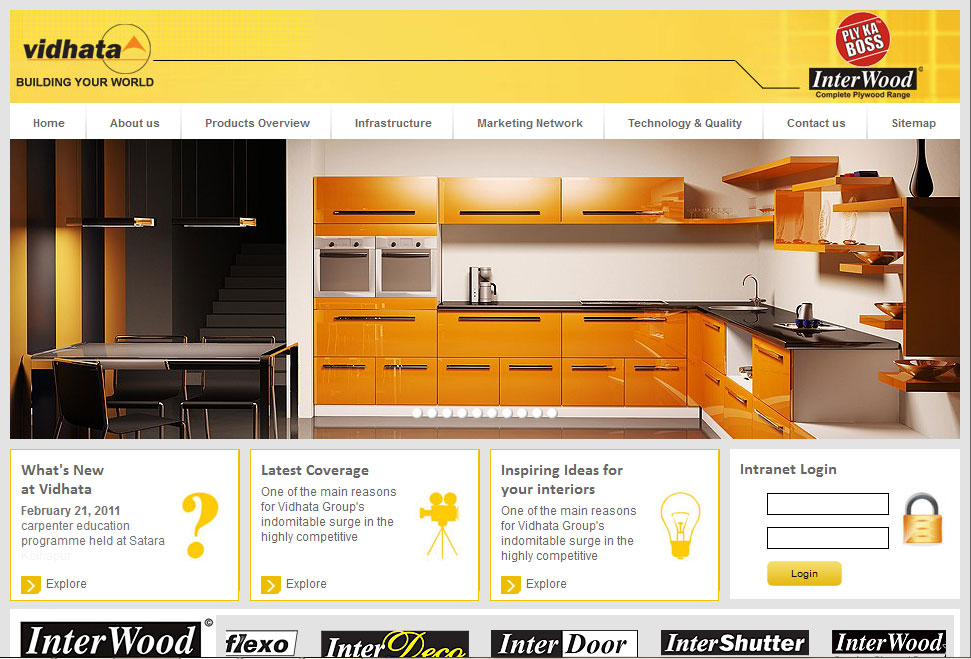 vidhata
BUILDING YOUR WORLD
PLY KA
BOSS
InterWood©
Complete Plywood Range
Home About us Products Overview Infrastructure Marketing Network Technology & Quality Contact us Sitemap
What's New
at Vidhata
February 21, 2011
carpenter education
programme held at Satara
Kolhapur
Explore
Latest Coverage
One of the main reasons
for Vidhata Group's
indomitable surge in the
highly competitive
Explore
Inspiring Ideas for
your interiors
One of the main reasons
for Vidhata Group's
indomitable surge in the
highly competitive
Explore
Intranet Login
Login
InterWood© flexo InterDeco InterDoor InterShutter InterWood